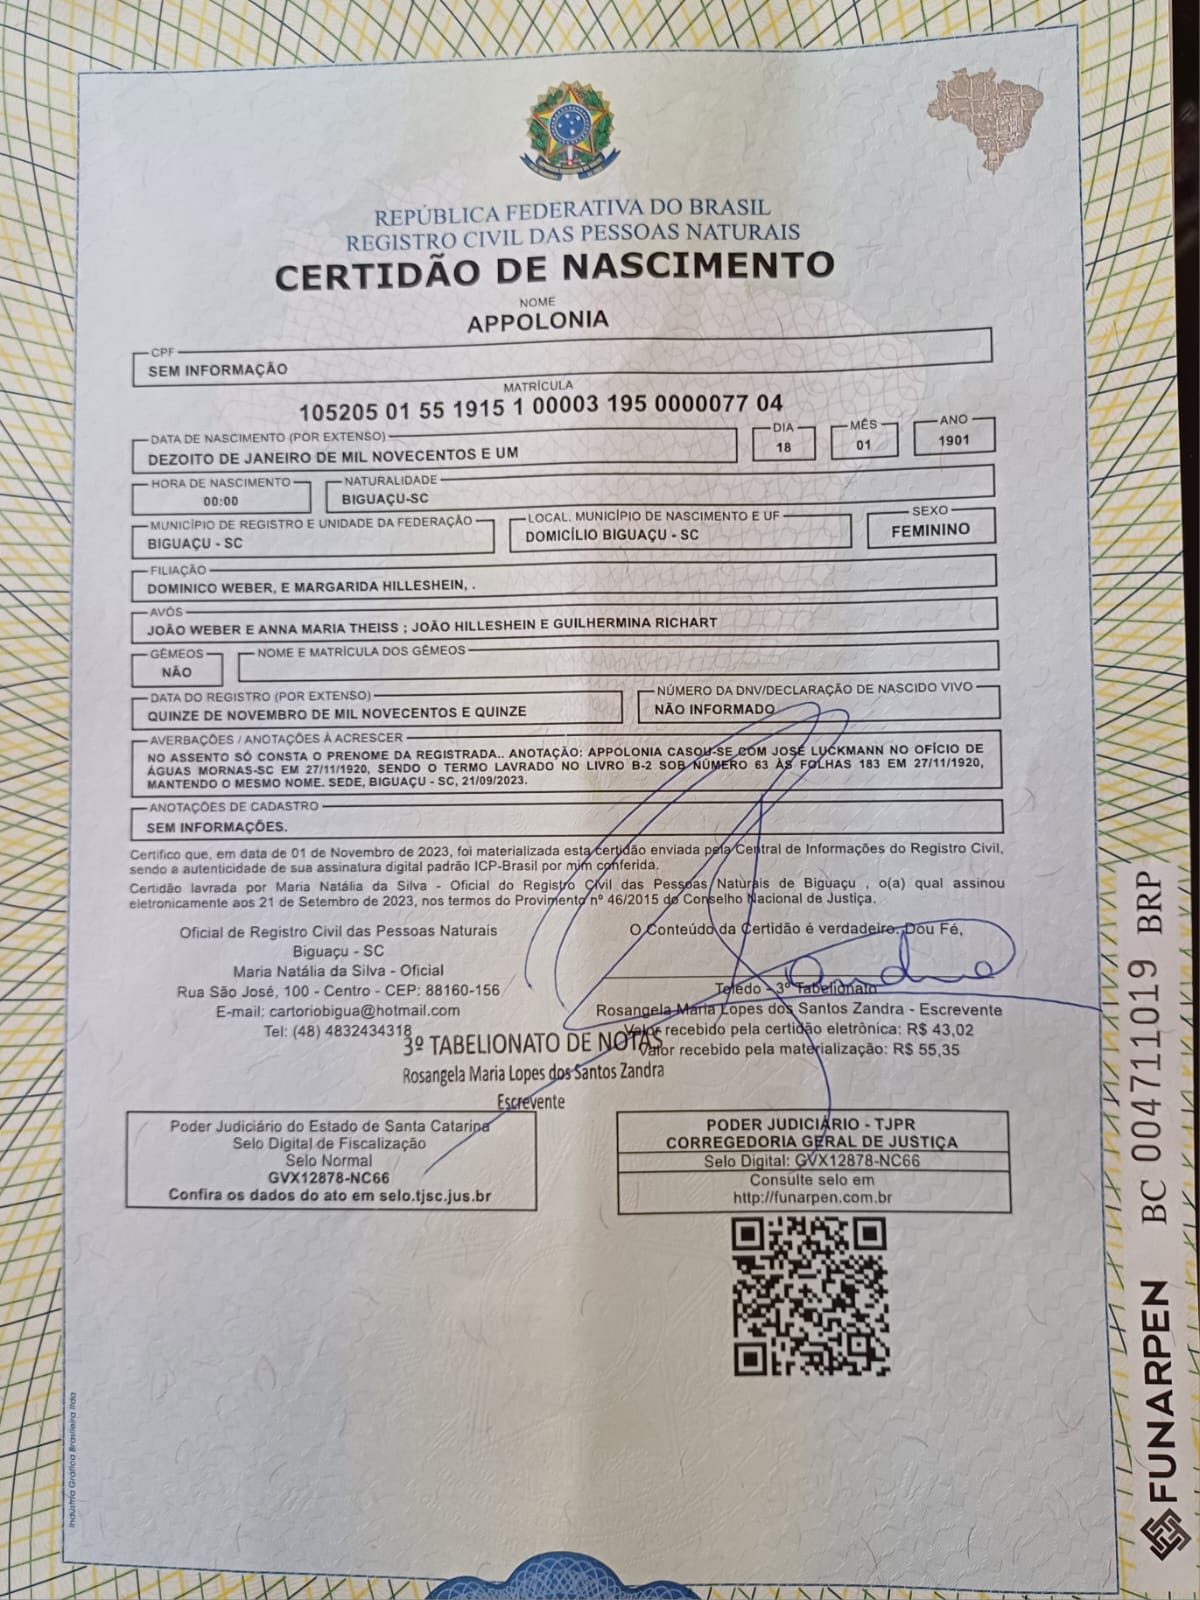 REPÚBLICA FEDERATIVA DO BRASIL
REGISTRO CIVIL DAS PESSOAS NATURAIS
CERTIDÃO DE NASCIMENTO
NOME
APPOLONIA
CPF
SEM INFORMAÇÃO
MATRÍCULA
105205 01 55 1915 1 00003 195 0000077 04
DATA DE NASCIMENTO (POR EXTENSO)
DEZOITO DE JANEIRO DE MIL NOVECENTOS E UM
DIA
18
MÊS
01
ANO
1901
HORA DE NASCIMENTO
00:00
NATURALIDADE
BIGUAÇU-SC
MUNICÍPIO DE REGISTRO E UNIDADE DA FEDERAÇÃO
BIGUAÇU - SC
LOCAL. MUNICÍPIO DE NASCIMENTO E UF
DOMICÍLIO BIGUAÇU - SC
SEXO
FEMININO
FILIAÇÃO
DOMINICO WEBER, E MARGARIDA HILLESHEIN, .
AVÓS
JOÃO WEBER E ANNA MARIA THEISS ; JOÃO HILLESHEIN E GUILHERMINA RICHART
GÊMEOS
NÃO
NOME E MATRÍCULA DOS GÊMEOS
DATA DO REGISTRO (POR EXTENSO)
QUINZE DE NOVEMBRO DE MIL NOVECENTOS E QUINZE
NÚMERO DA DNV/DECLARAÇÃO DE NASCIDO VIVO
NÃO INFORMADO
AVERBAÇÕES / ANOTAÇÕES À ACRESCER
NO ASSENTO SÓ CONSTA O PRENOME DA REGISTRADA.. ANOTAÇÃO: APPOLONIA CASOU-SE COM JOSÉ LUCKMANN NO OFÍCIO DE
ÁGUAS MORNAS-SC EM 27/11/1920, SENDO O TERMO LAVRADO NO LIVRO B-2 SOB NÚMERO 63 ÀS FOLHAS 183 EM 27/11/1920,
MANTENDO O MESMO NOME. SEDE, BIGUAÇU - SC, 21/09/2023.
ANOTAÇÕES DE CADASTRO
SEM INFORMAÇÕES.
Certifico que, em data de 01 de Novembro de 2023, foi materializada esta certidão enviada pela Central de Informações do Registro Civil,
sendo a autenticidade de sua assinatura digital padrão ICP-Brasil por mim conferida.
Certidão lavrada por Maria Natália da Silva - Oficial do Registro Civil das Pessoas Naturais de Biguaçu , o(a) qual assinou
eletronicamente aos 21 de Setembro de 2023, nos termos do Provimento nº 46/2015 do Conselho Nacional de Justiça.
Oficial de Registro Civil das Pessoas Naturais
Biguaçu - SC
Maria Natália da Silva - Oficial
Rua São José, 100 - Centro - CEP: 88160-156
E-mail: cartoriobigua@hotmail.com
Tel: (48) 4832434318
O Conteúdo da Certidão é verdadeiro. Dou Fé,
Toledo - 3º Tabelionato
Rosangela Maria Lopes dos Santos Zandra - Escrevente
Valor recebido pela certidão eletrônica: R$ 43,02
Valor recebido pela materialização: R$ 55,35
3º TABELIONATO DE NOTAS
Rosangela Maria Lopes dos Santos Zandra
Escrevente
Poder Judiciário do Estado de Santa Catarina
Selo Digital de Fiscalização
Selo Normal
GVX12878-NC66
Confira os dados do ato em selo.tjsc.jus.br
PODER JUDICIÁRIO - TJPR
CORREGEDORIA GERAL DE JUSTIÇA
Selo Digital: GVX12878-NC66
Consulte selo em
http://funarpen.com.br
FUNARPEN BC 004711019 BRP
Indústria Gráfica Brasileira ltda